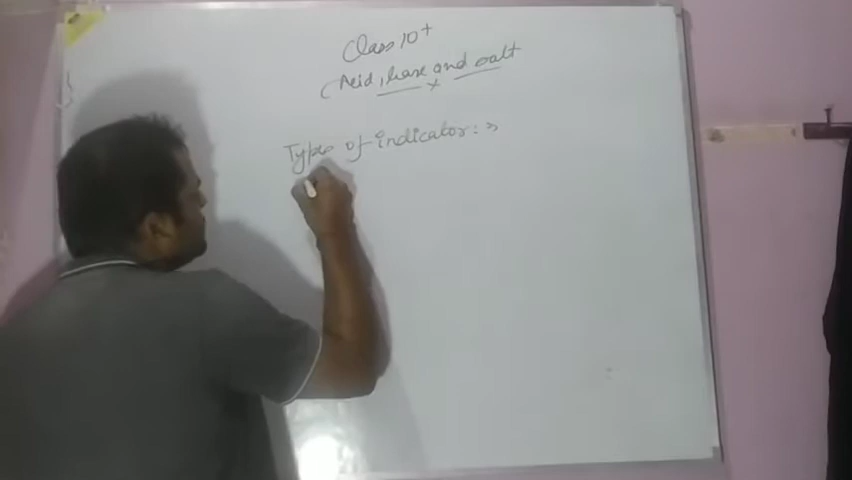 Class 10+
(Acid, base and salt
x
Types of indicator :->